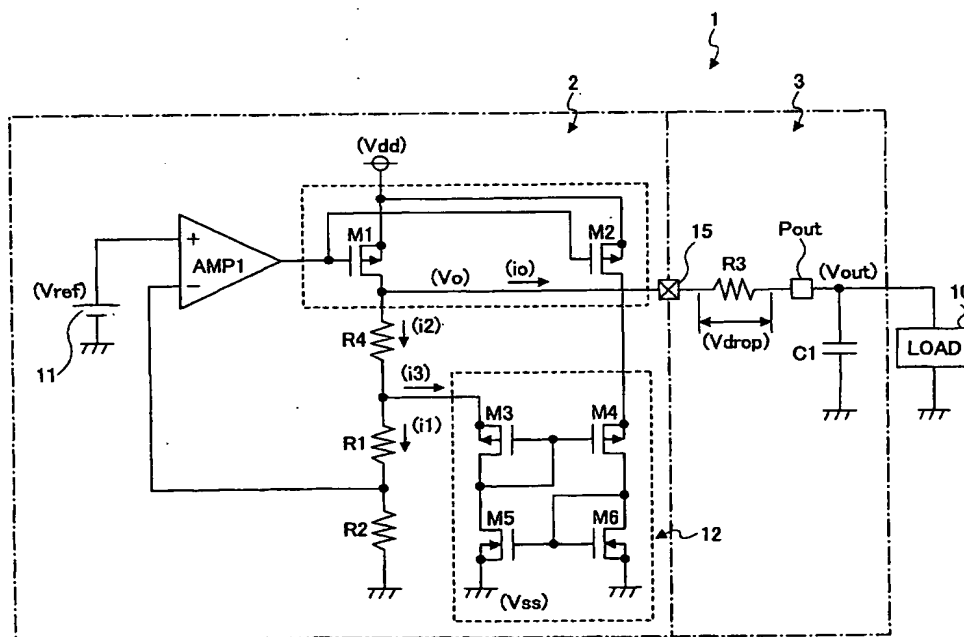 1
2
3
(Vdd)
M1
M2
15
Pout
+
AMP1
−
(Vo)
(io)
R3
(Vout)
(Vref)
11
R4
(i2)
(Vdrop)
C1
LOAD
10
(i3)
M3
M4
R1
(i1)
R2
M5
M6
12
(Vss)